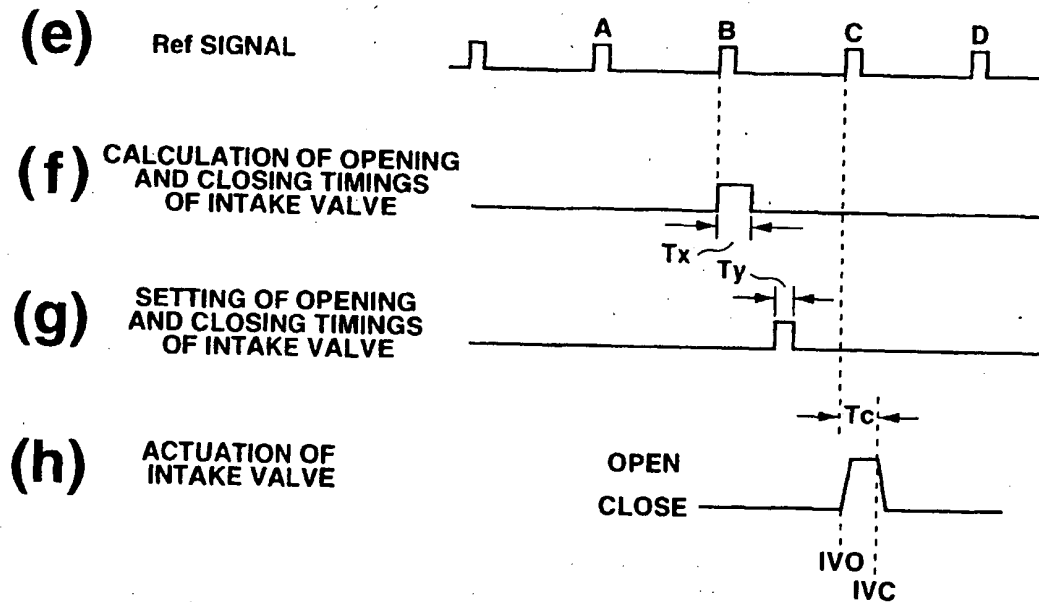 (e) Ref SIGNAL
A B C D
(f) CALCULATION OF OPENING
AND CLOSING TIMINGS
OF INTAKE VALVE
Tx
Ty
(g) SETTING OF OPENING
AND CLOSING TIMINGS
OF INTAKE VALVE
Tc
(h) ACTUATION OF
INTAKE VALVE
OPEN
CLOSE
IVO
IVC